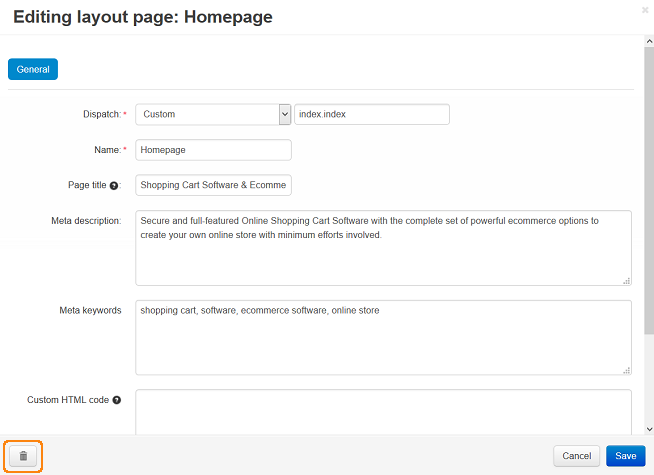 Editing layout page: Homepage
General
Dispatch: * Custom index.index
Name: * Homepage
Page title ?: Shopping Cart Software & Ecomme
Meta description: Secure and full-featured Online Shopping Cart Software with the complete set of powerful ecommerce options to
create your own online store with minimum efforts involved.
Meta keywords shopping cart, software, ecommerce software, online store
Custom HTML code ?
Cancel Save